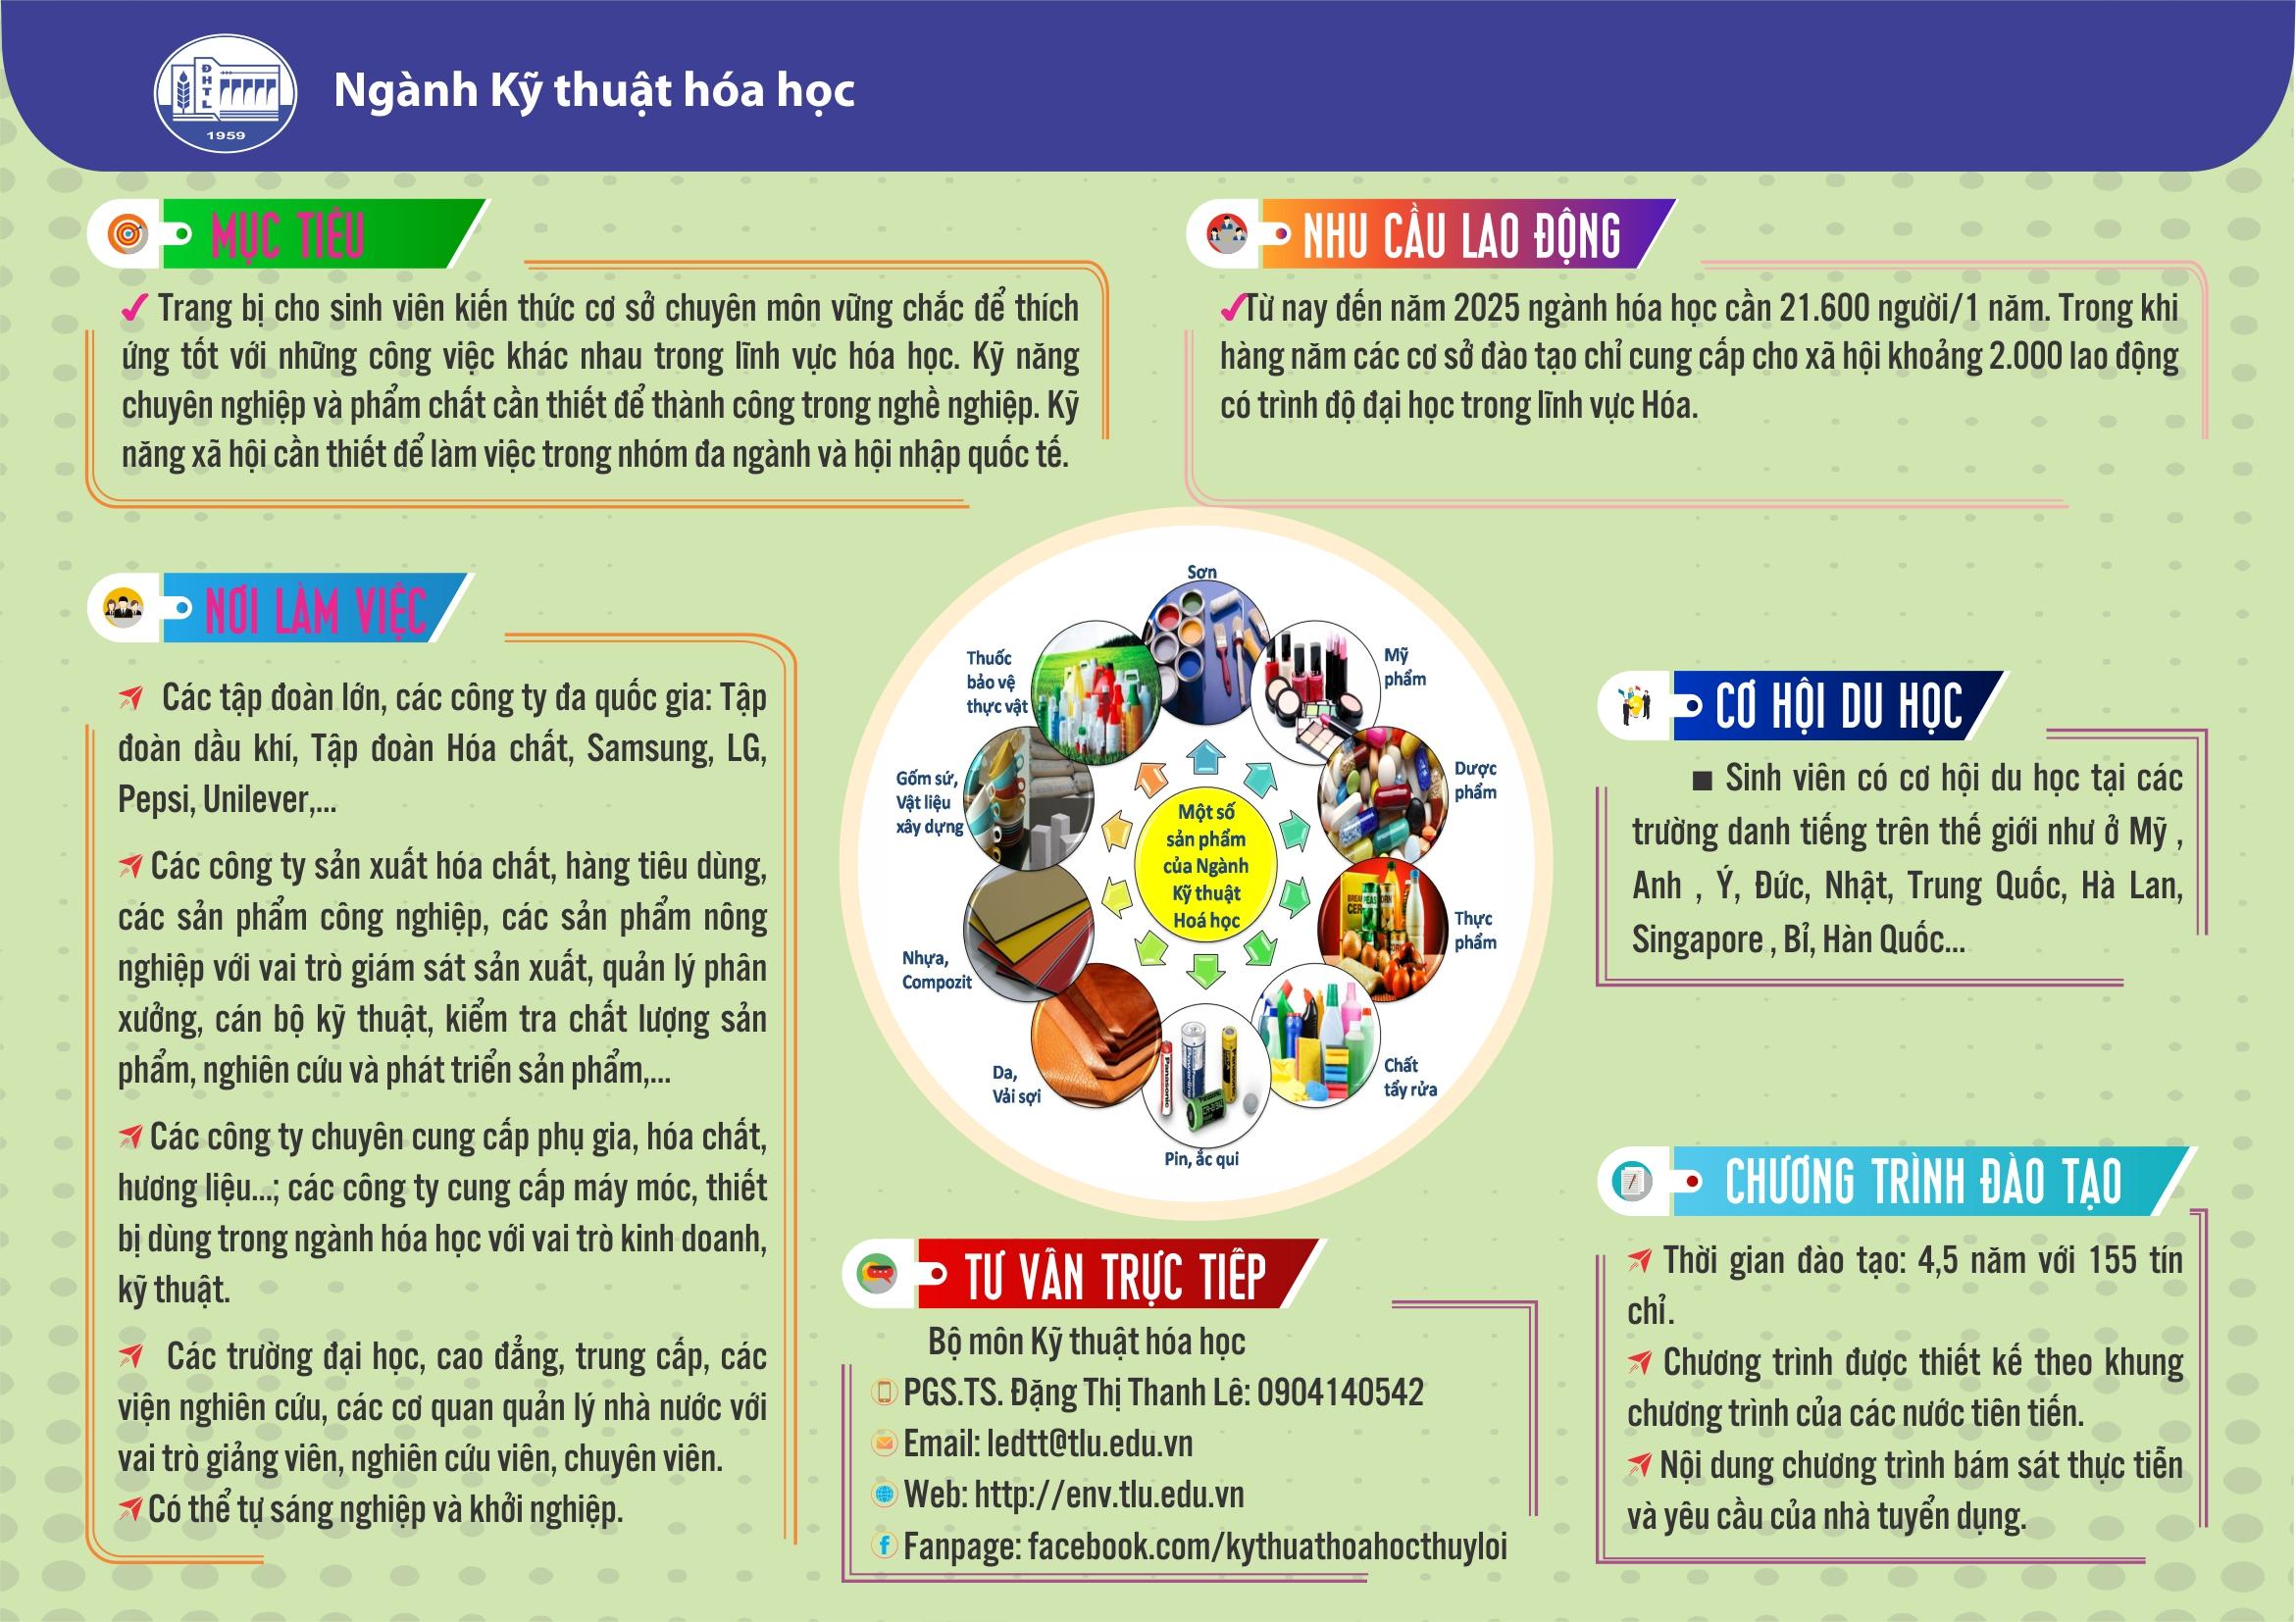 ĐHTL
1959
Ngành Kỹ thuật hóa học
MỤC TIÊU
Trang bị cho sinh viên kiến thức cơ sở chuyên môn vững chắc để thích
ứng tốt với những công việc khác nhau trong lĩnh vực hóa học. Kỹ năng
chuyên nghiệp và phẩm chất cần thiết để thành công trong nghề nghiệp. Kỹ
năng xã hội cần thiết để làm việc trong nhóm đa ngành và hội nhập quốc tế.
NHU CẦU LAO ĐỘNG
Từ nay đến năm 2025 ngành hóa học cần 21.600 người/1 năm. Trong khi
hàng năm các cơ sở đào tạo chỉ cung cấp cho xã hội khoảng 2.000 lao động
có trình độ đại học trong lĩnh vực Hóa.
NƠI LÀM VIỆC
Các tập đoàn lớn, các công ty đa quốc gia: Tập
đoàn dầu khí, Tập đoàn Hóa chất, Samsung, LG,
Pepsi, Unilever,...
Các công ty sản xuất hóa chất, hàng tiêu dùng,
các sản phẩm công nghiệp, các sản phẩm nông
nghiệp với vai trò giám sát sản xuất, quản lý phân
xưởng, cán bộ kỹ thuật, kiểm tra chất lượng sản
phẩm, nghiên cứu và phát triển sản phẩm,...
Các công ty chuyên cung cấp phụ gia, hóa chất,
hương liệu...; các công ty cung cấp máy móc, thiết
bị dùng trong ngành hóa học với vai trò kinh doanh,
kỹ thuật.
Các trường đại học, cao đẳng, trung cấp, các
viện nghiên cứu, các cơ quan quản lý nhà nước với
vai trò giảng viên, nghiên cứu viên, chuyên viên.
Có thể tự sáng nghiệp và khởi nghiệp.
Sơn
Mỹ
phẩm
Dược
phẩm
Thực
phẩm
Chất
tẩy rửa
Pin, ắc qui
Da,
Vải sợi
Nhựa,
Compozit
Gốm sứ,
Vật liệu
xây dựng
Thuốc
bảo vệ
thực vật
Một số
sản phẩm
của Ngành
Kỹ thuật
Hoá học
Panasonic
CƠ HỘI DU HỌC
■ Sinh viên có cơ hội du học tại các
trường danh tiếng trên thế giới như ở Mỹ ,
Anh , Ý, Đức, Nhật, Trung Quốc, Hà Lan,
Singapore , Bỉ, Hàn Quốc...
TƯ VẤN TRỰC TIẾP
Bộ môn Kỹ thuật hóa học
PGS.TS. Đặng Thị Thanh Lê: 0904140542
Email: ledtt@tlu.edu.vn
Web: http://env.tlu.edu.vn
Fanpage: facebook.com/kythuathoahocthuyloi
CHƯƠNG TRÌNH ĐÀO TẠO
Thời gian đào tạo: 4,5 năm với 155 tín
chỉ.
Chương trình được thiết kế theo khung
chương trình của các nước tiên tiến.
Nội dung chương trình bám sát thực tiễn
và yêu cầu của nhà tuyển dụng.